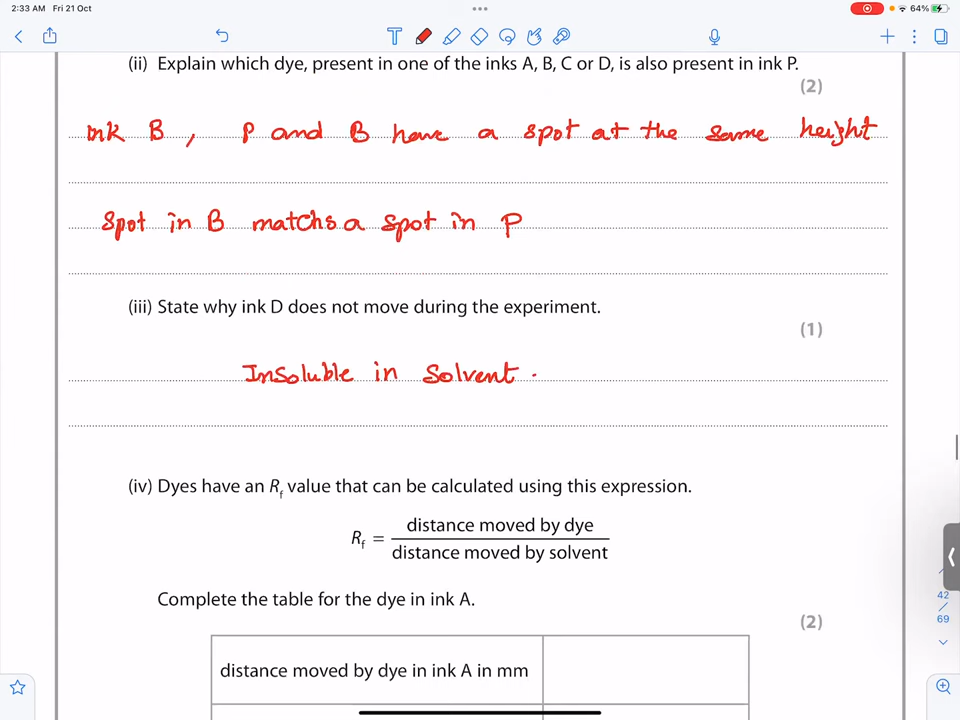 2:33 AM Fri 21 Oct
64%
T
(ii) Explain which dye, present in one of the inks A, B, C or D, is also present in ink P.
(2)
Ink B , P and B have a spot at the same height
Spot in B matchs a spot in P
(iii) State why ink D does not move during the experiment.
(1)
Insoluble in Solvent .
(iv) Dyes have an Rf value that can be calculated using this expression.
Rf = distance moved by dye
distance moved by solvent
Complete the table for the dye in ink A.
(2)
distance moved by dye in ink A in mm
42
/
69